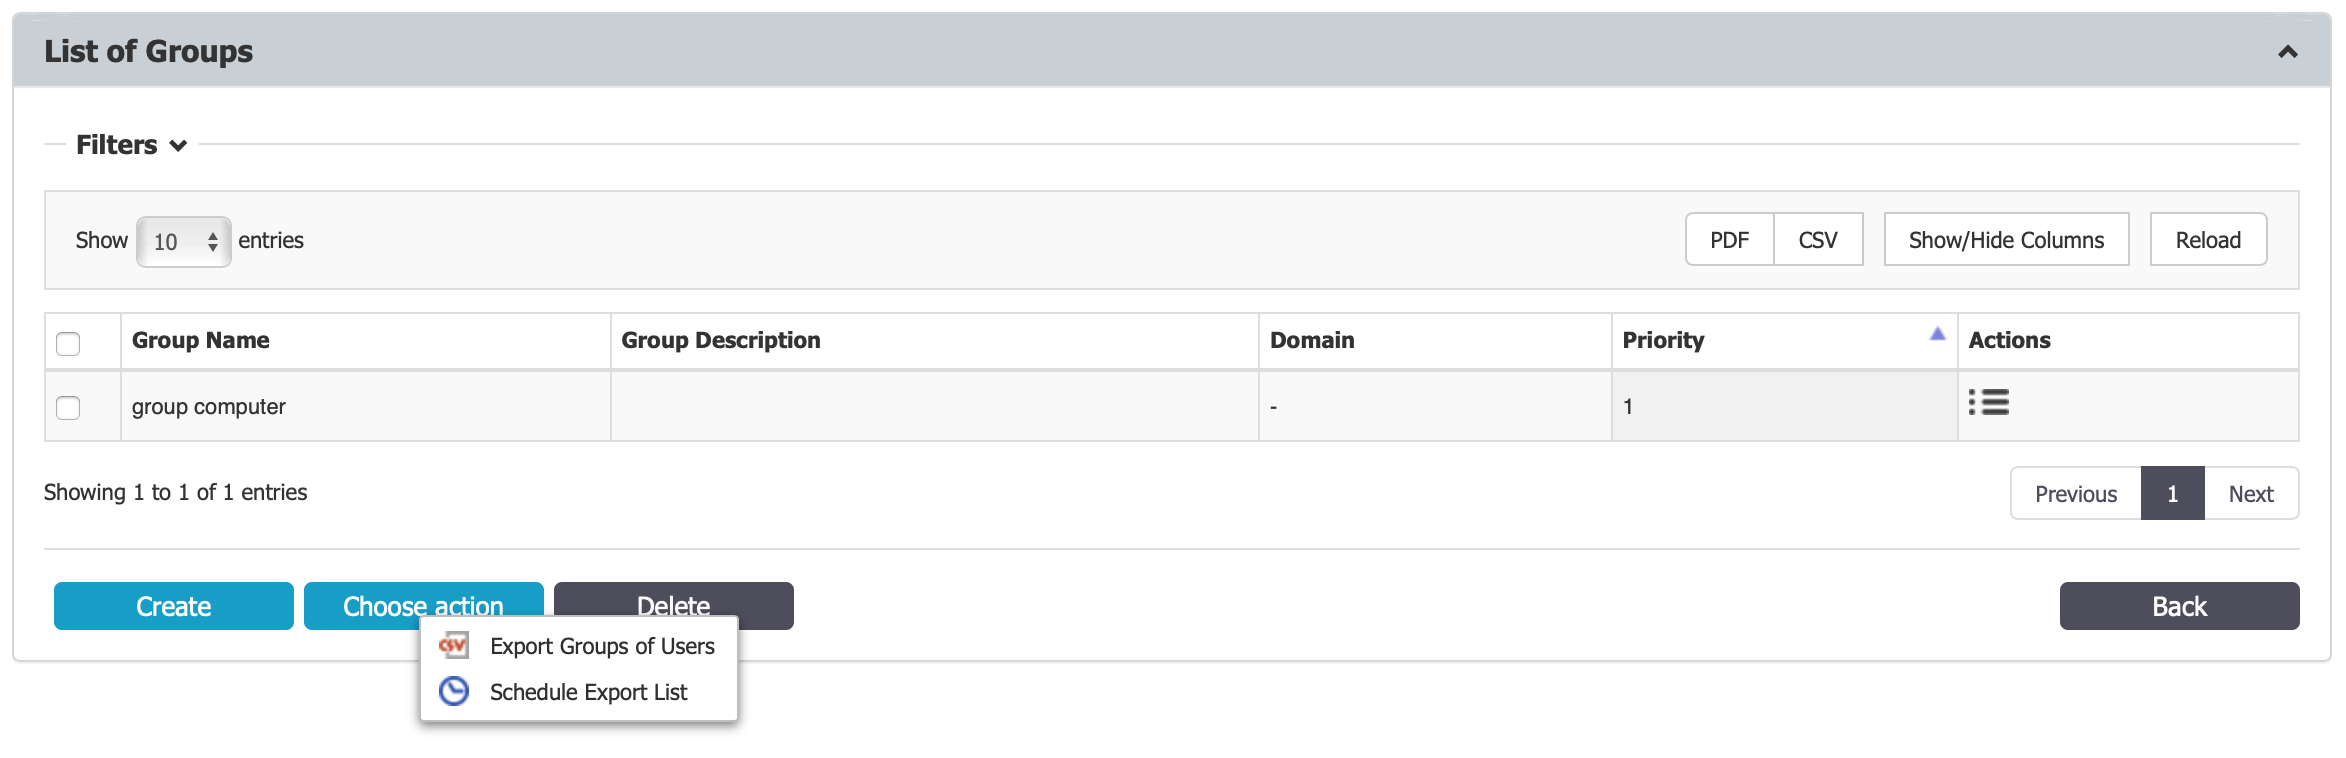 List of Groups
Filters
Show 10 entries
PDF CSV Show/Hide Columns Reload
Group Name Group Description Domain Priority Actions
group computer - 1
Showing 1 to 1 of 1 entries
Previous 1 Next
Create Choose action Delete Back
CSV Export Groups of Users
Schedule Export List